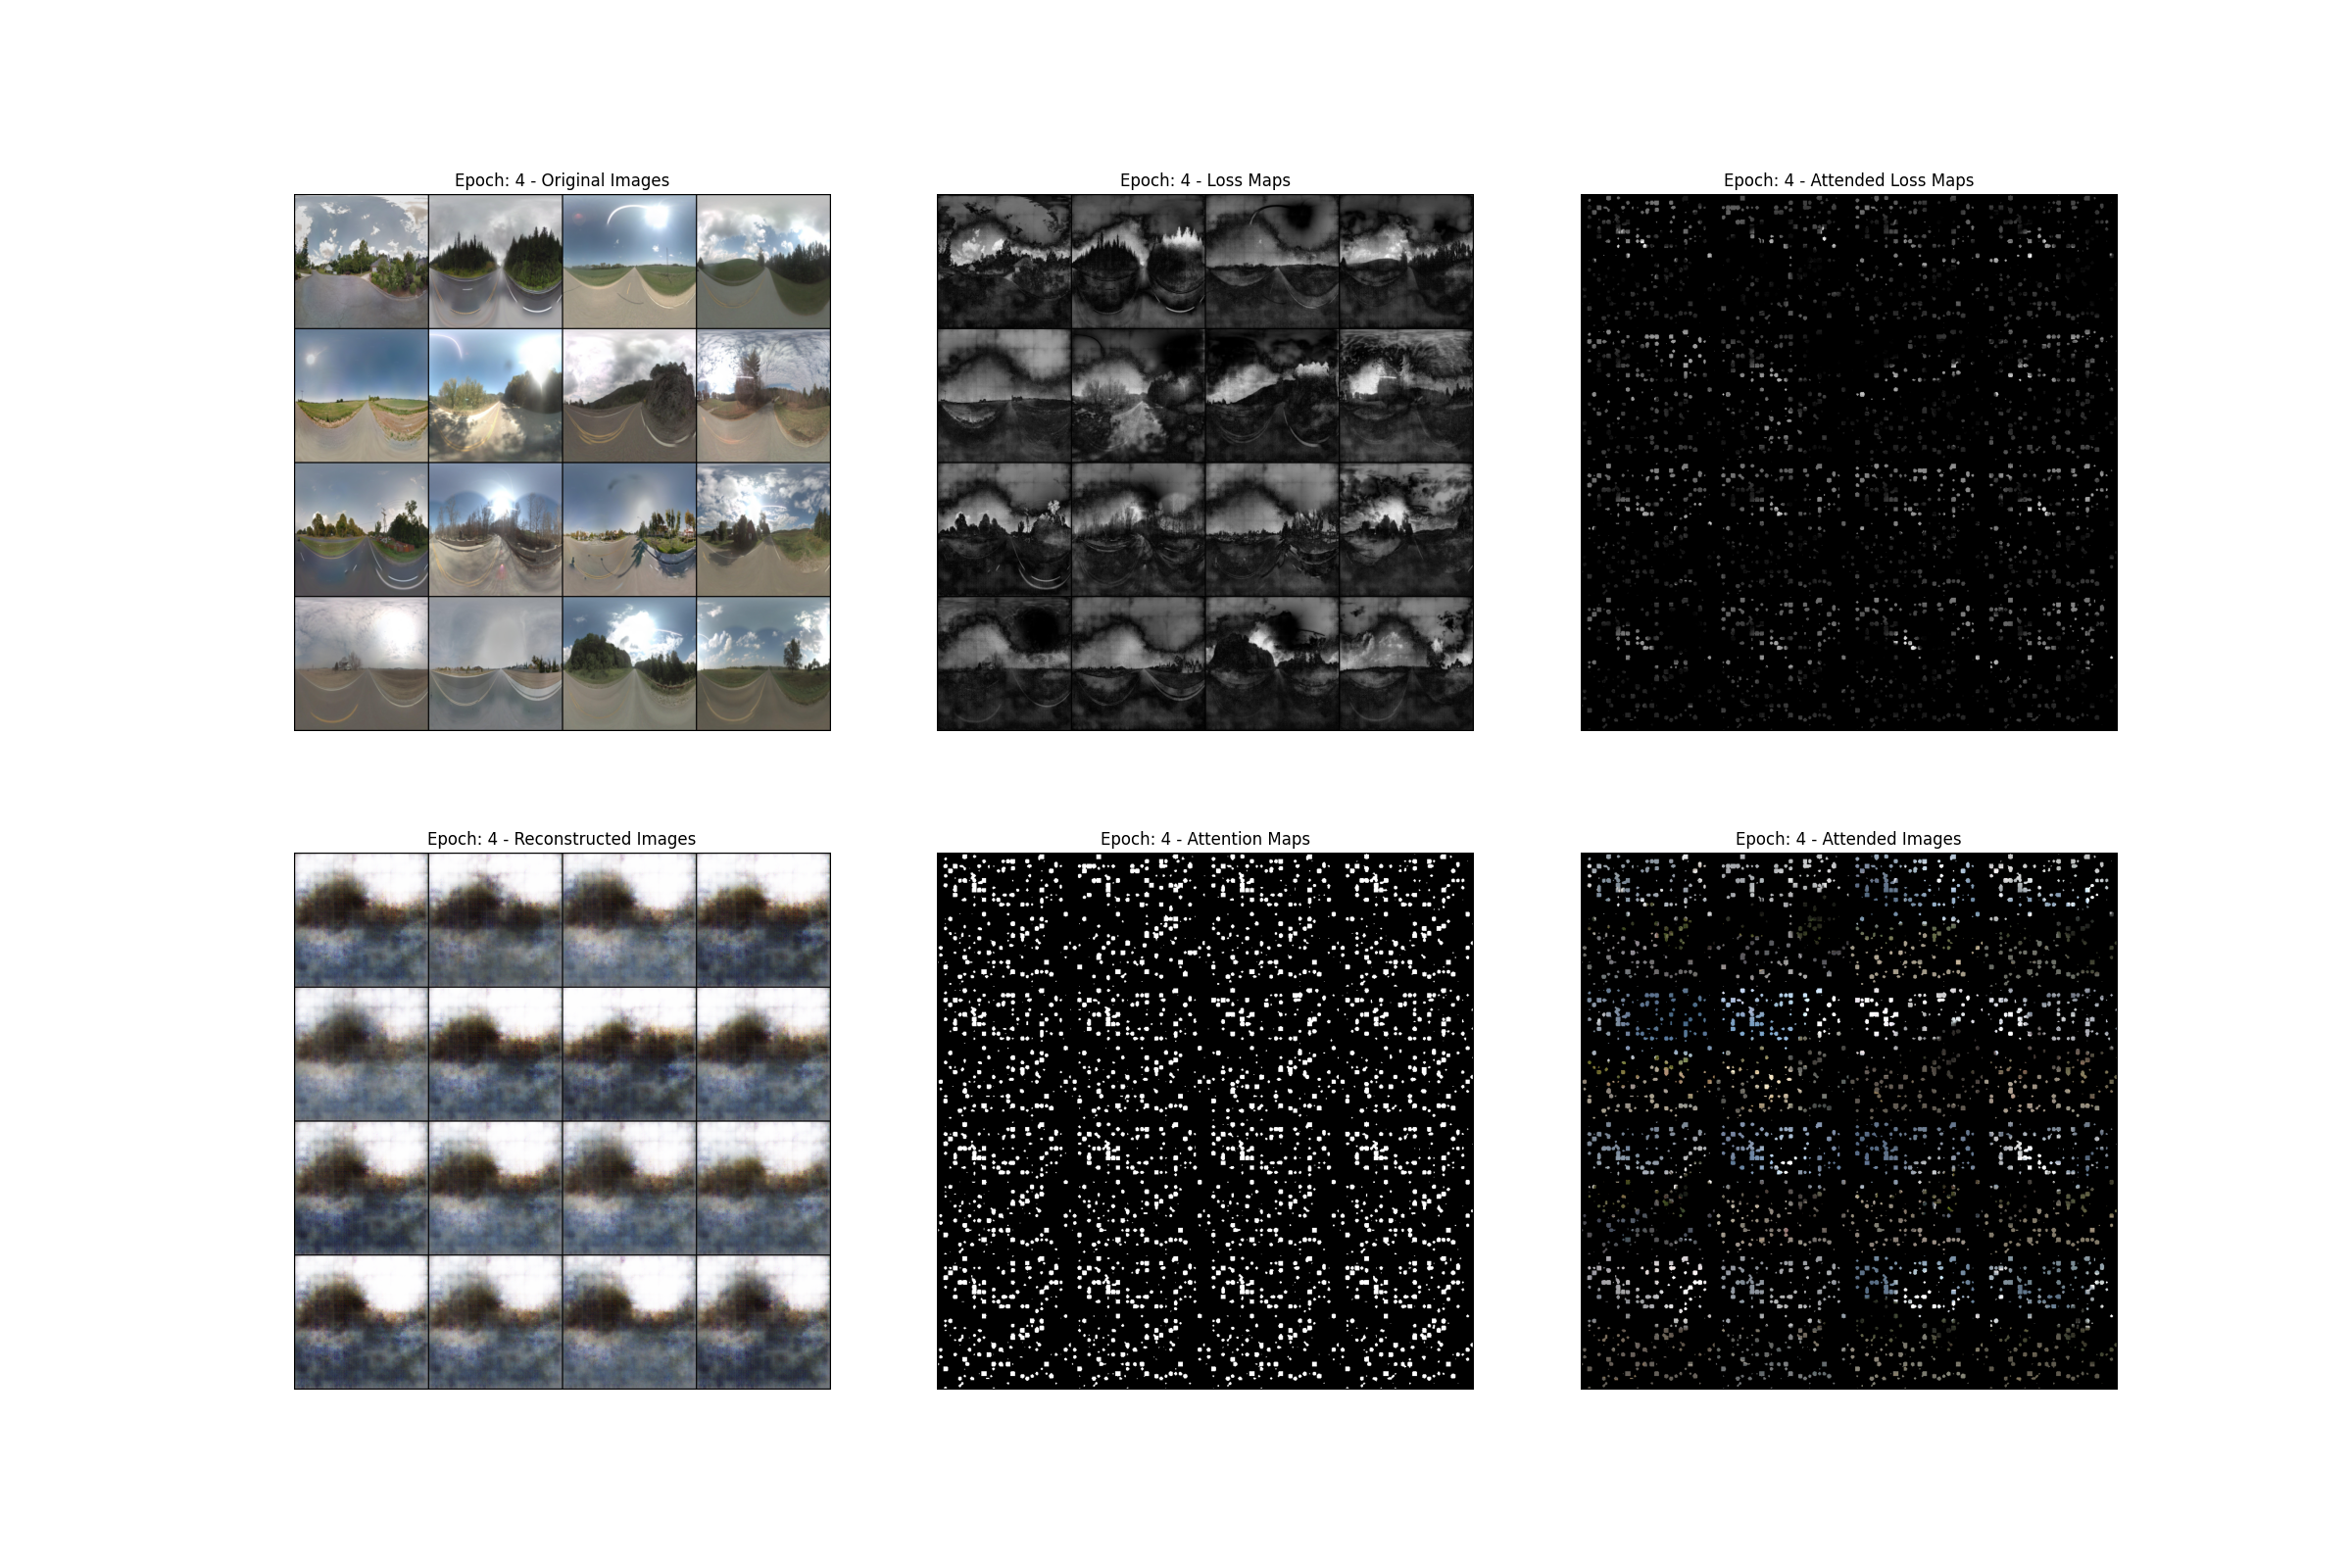 Epoch: 4 - Original Images
Epoch: 4 - Loss Maps
Epoch: 4 - Attended Loss Maps
Epoch: 4 - Reconstructed Images
Epoch: 4 - Attention Maps
Epoch: 4 - Attended Images